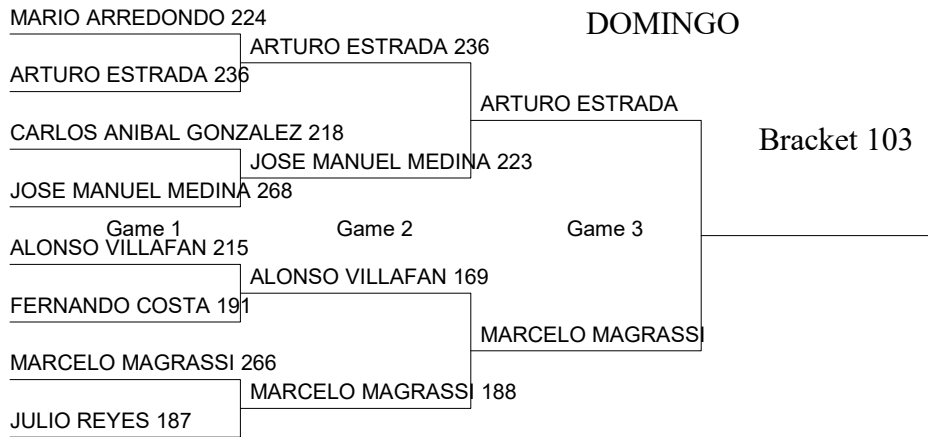 MARIO ARREDONDO 224
DOMINGO
ARTURO ESTRADA 236
ARTURO ESTRADA 236
ARTURO ESTRADA
CARLOS ANIBAL GONZALEZ 218
Bracket 103
JOSE MANUEL MEDINA 223
JOSE MANUEL MEDINA 268
Game 1
Game 2
Game 3
ALONSO VILLAFAN 215
ALONSO VILLAFAN 169
FERNANDO COSTA 191
MARCELO MAGRASSI
MARCELO MAGRASSI 266
MARCELO MAGRASSI 188
JULIO REYES 187